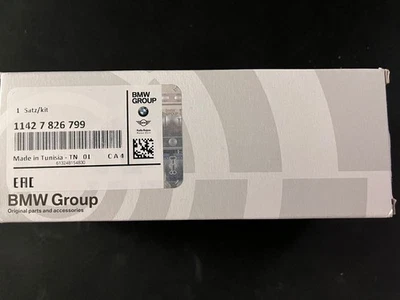 1 Satz/kit
1142 7 826 799
Made in Tunisia - TN 01 C A 4
BMW
GROUP
EAC
BMW Group
Original parts and accessories